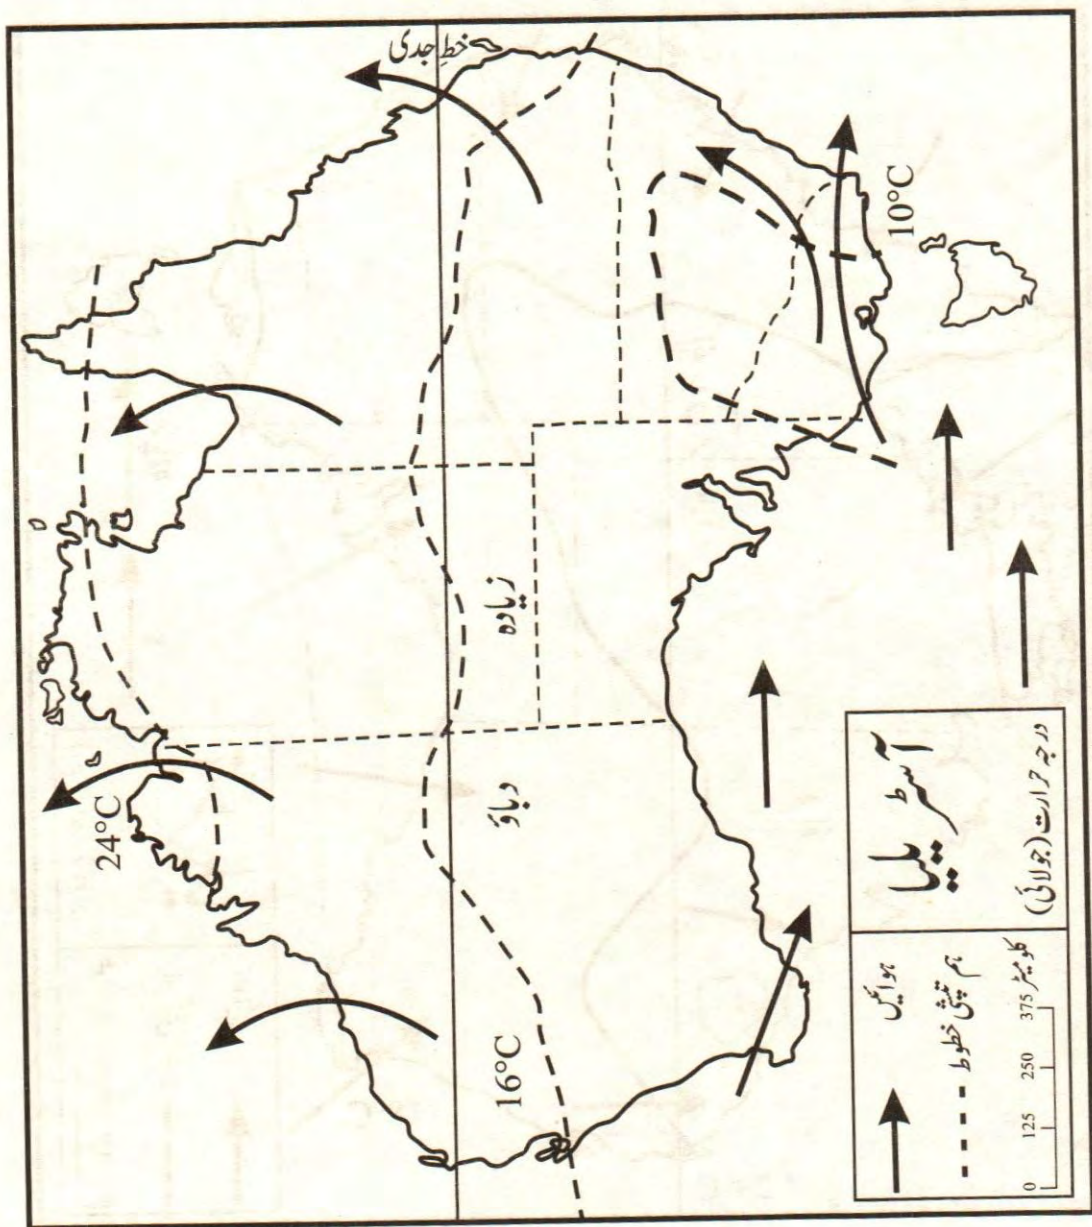 خطِ جدی
10°C
زیادہ
دباؤ
24°C
16°C
آسٹریلیا
درجہ حرارت (جولائی)
ہوائیں
ہم تپشی خطوط
0 125 250 375 کلومیٹر